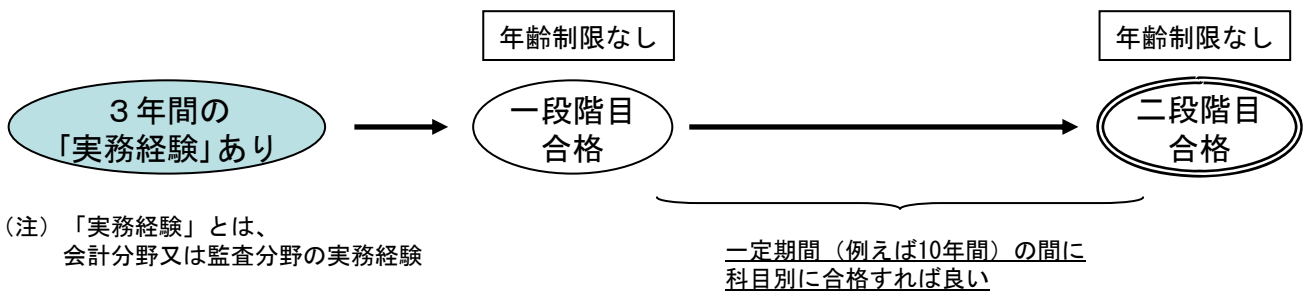 年齢制限なし
年齢制限なし
３年間の
「実務経験」あり
一段階目
合格
二段階目
合格
（注）「実務経験」とは、
会計分野又は監査分野の実務経験
一定期間（例えば10年間）の間に
科目別に合格すれば良い